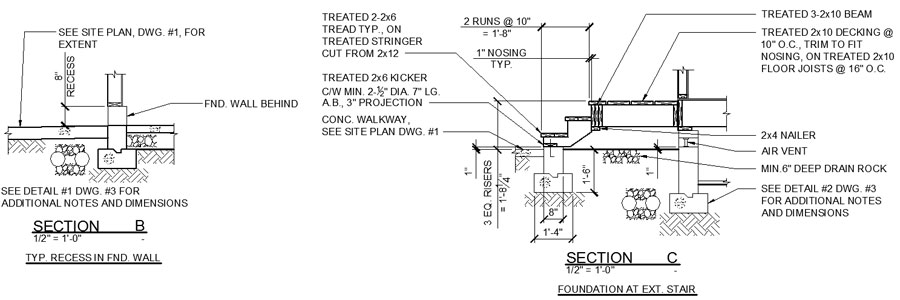 SEE SITE PLAN, DWG. #1, FOR
EXTENT
8"
RECESS
FND. WALL BEHIND
SEE DETAIL #1 DWG. #3 FOR
ADDITIONAL NOTES AND DIMENSIONS
SECTION B
1/2" = 1'-0" -
TYP. RECESS IN FND. WALL
TREATED 2-2x6
TREAD TYP., ON
TREATED STRINGER
CUT FROM 2x12
TREATED 2x6 KICKER
C/W MIN. 2-½" DIA. 7" LG.
A.B., 3" PROJECTION
CONC. WALKWAY,
SEE SITE PLAN DWG. #1
2 RUNS @ 10"
= 1'-8"
1" NOSING
TYP.
TREATED 3-2x10 BEAM
TREATED 2x10 DECKING @
10" O.C., TRIM TO FIT
NOSING, ON TREATED 2x10
FLOOR JOISTS @ 16" O.C.
2x4 NAILER
AIR VENT
MIN.6" DEEP DRAIN ROCK
SEE DETAIL #2 DWG. #3
FOR ADDITIONAL NOTES
AND DIMENSIONS
1"
3 EQ. RISERS
= 1'-8 1/4"
1'-6"
1"
8"
1'-4"
SECTION C
1/2" = 1'-0" -
FOUNDATION AT EXT. STAIR